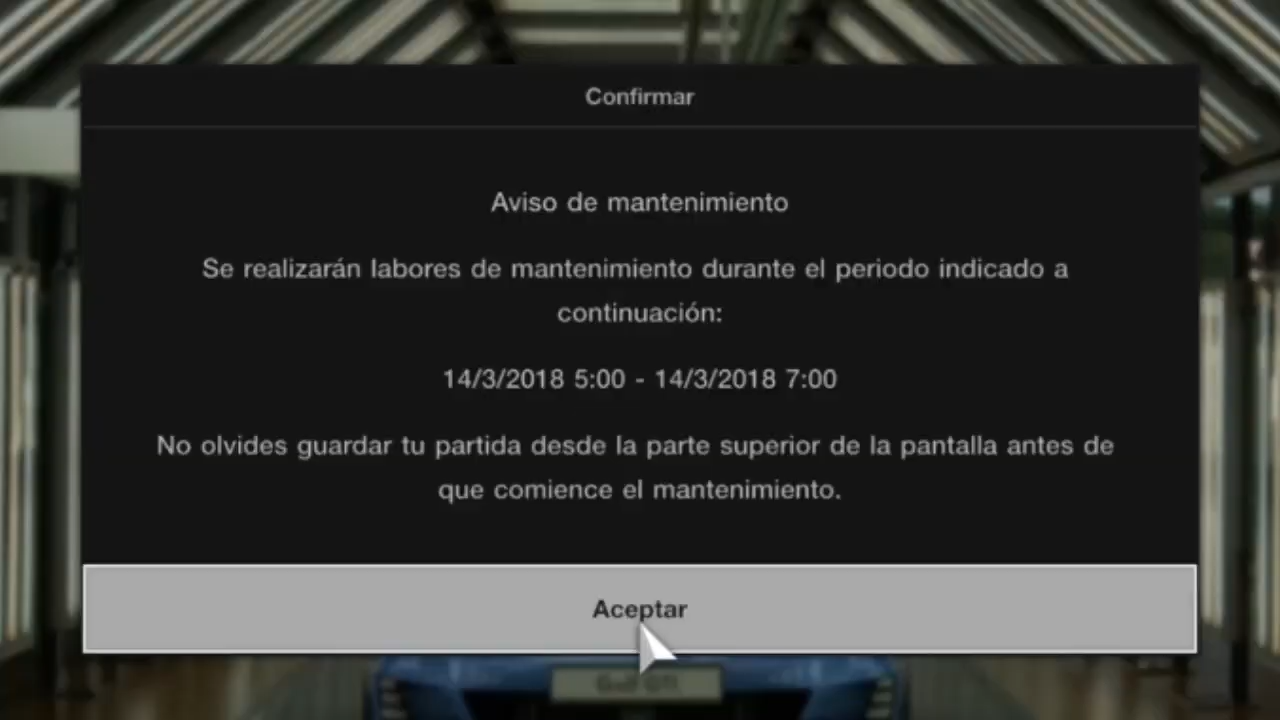 Confirmar
Aviso de mantenimiento
Se realizarán labores de mantenimiento durante el periodo indicado a
continuación:
14/3/2018 5:00 - 14/3/2018 7:00
No olvides guardar tu partida desde la parte superior de la pantalla antes de
que comience el mantenimiento.
Aceptar